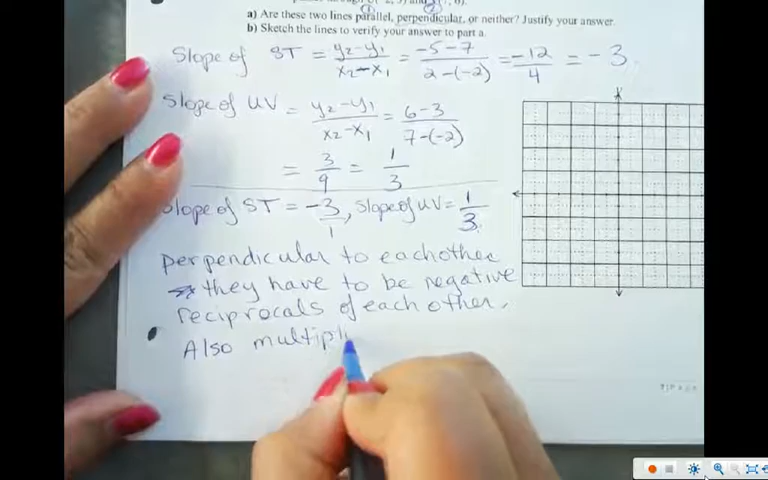 a) Are these two lines parallel, perpendicular, or neither? Justify your answer.
b) Sketch the lines to verify your answer to part a.
Slope of ST = y2-y1/x2-x1 = -5-7/2-(-2) = -12/4 = -3
Slope of UV = y2-y1/x2-x1 = 6-3/7-(-2)
= 3/9 = 1/3
Slope of ST = -3/1, Slope of UV = 1/3
perpendicular to eachother
they have to be negative
reciprocals of each other.
Also multipl